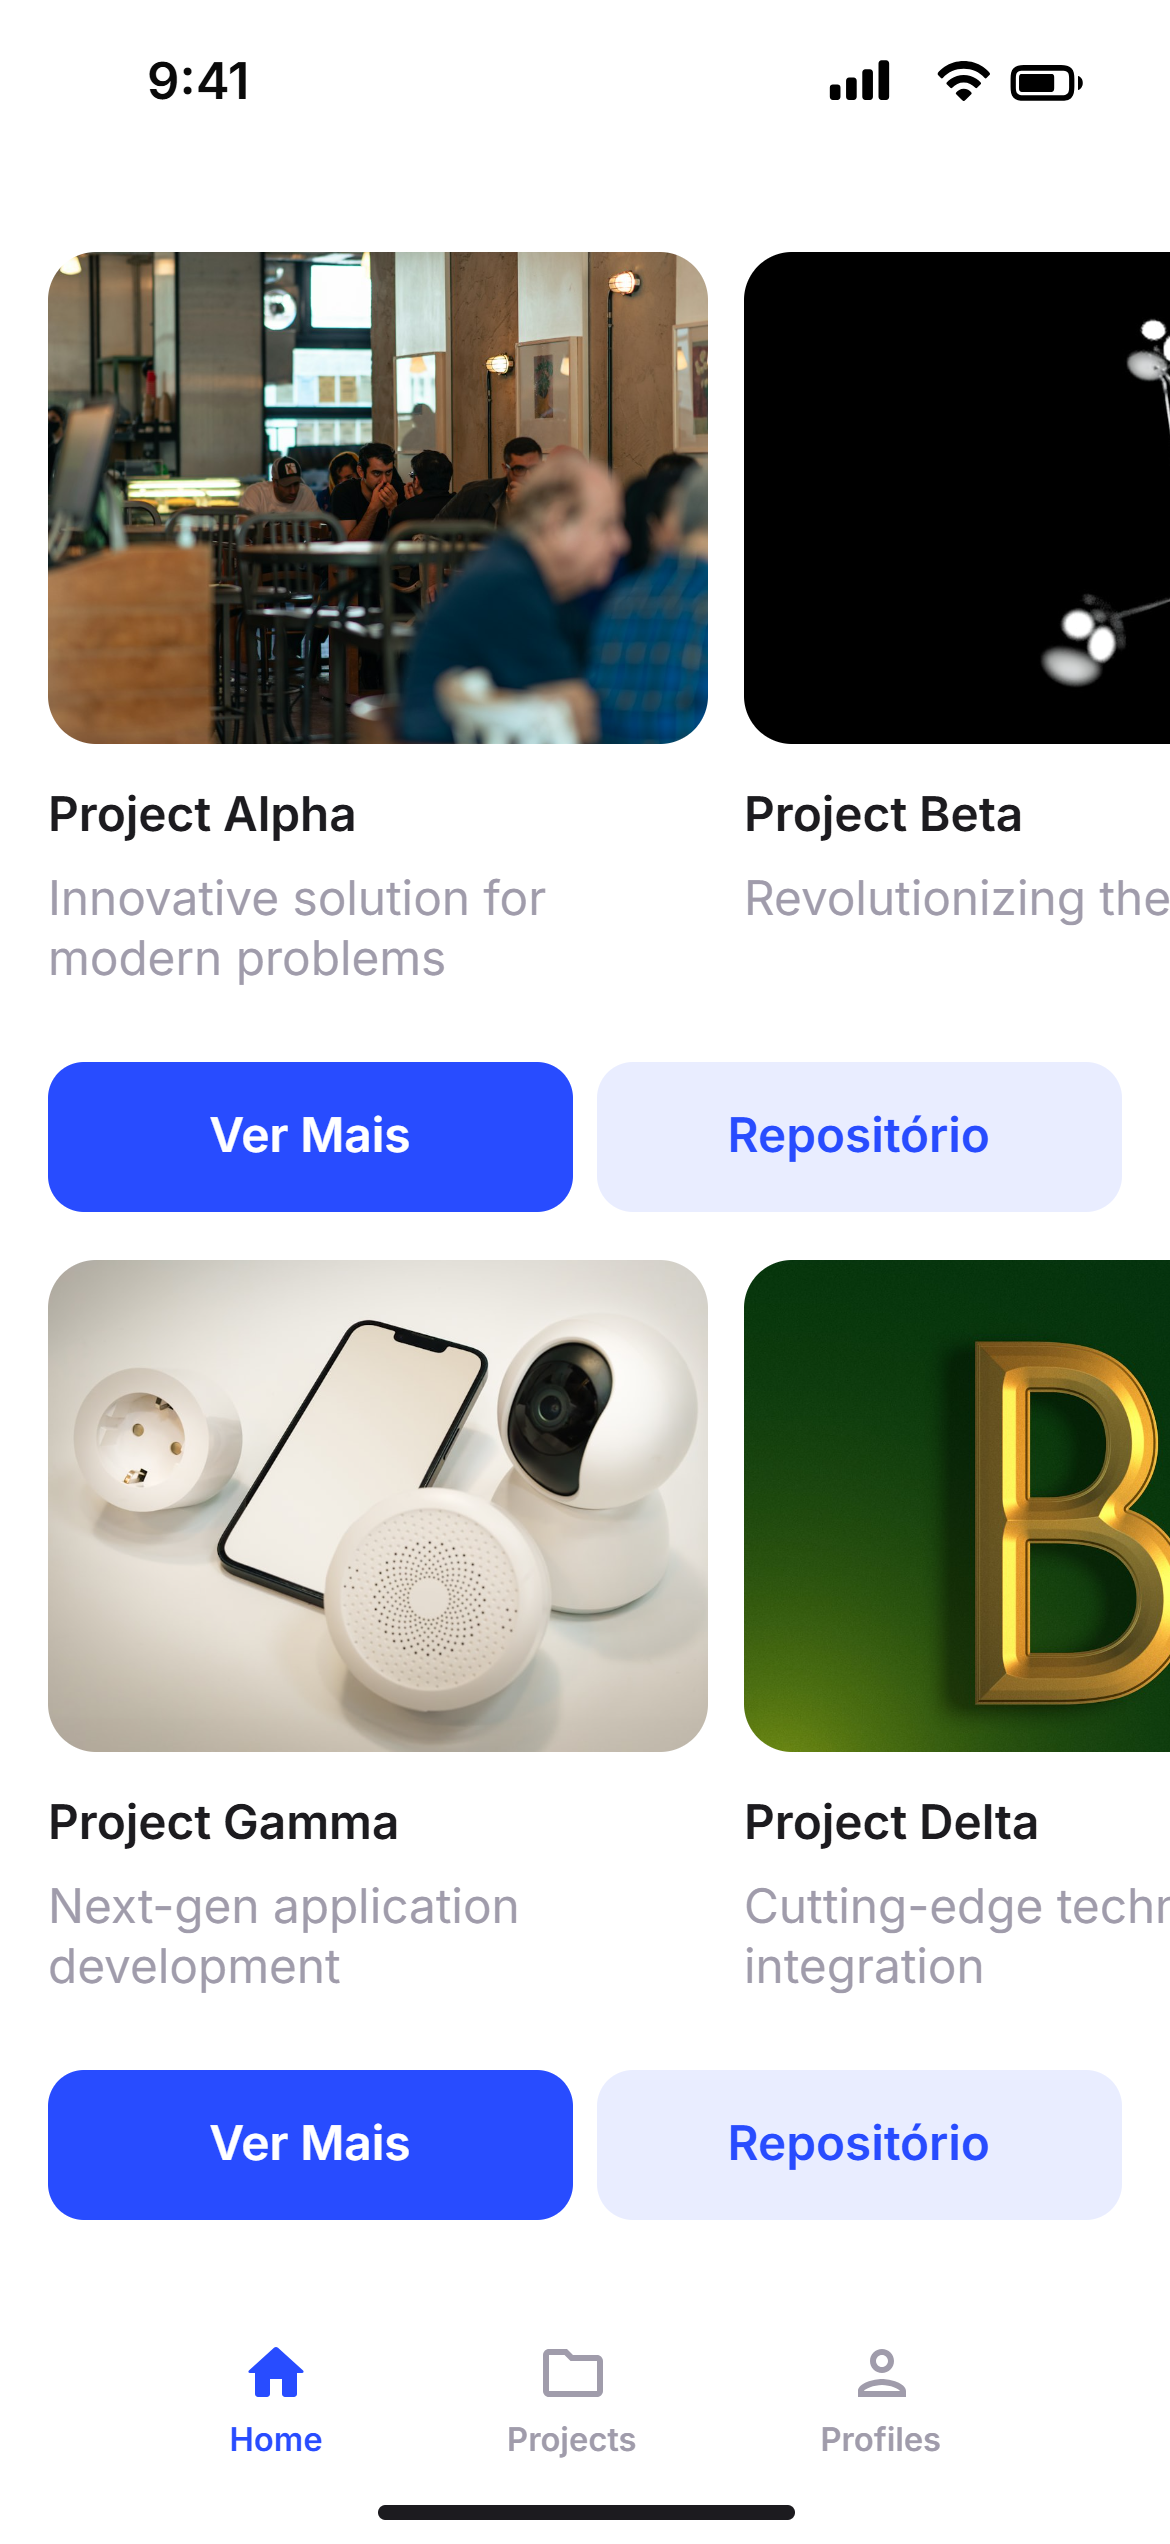 9:41
Project Alpha
Innovative solution for
modern problems
Project Beta
Revolutionizing the
Ver Mais
Repositório
B
Project Gamma
Next-gen application
development
Project Delta
Cutting-edge
integration
Ver Mais
Repositório
Home
Projects
Profiles